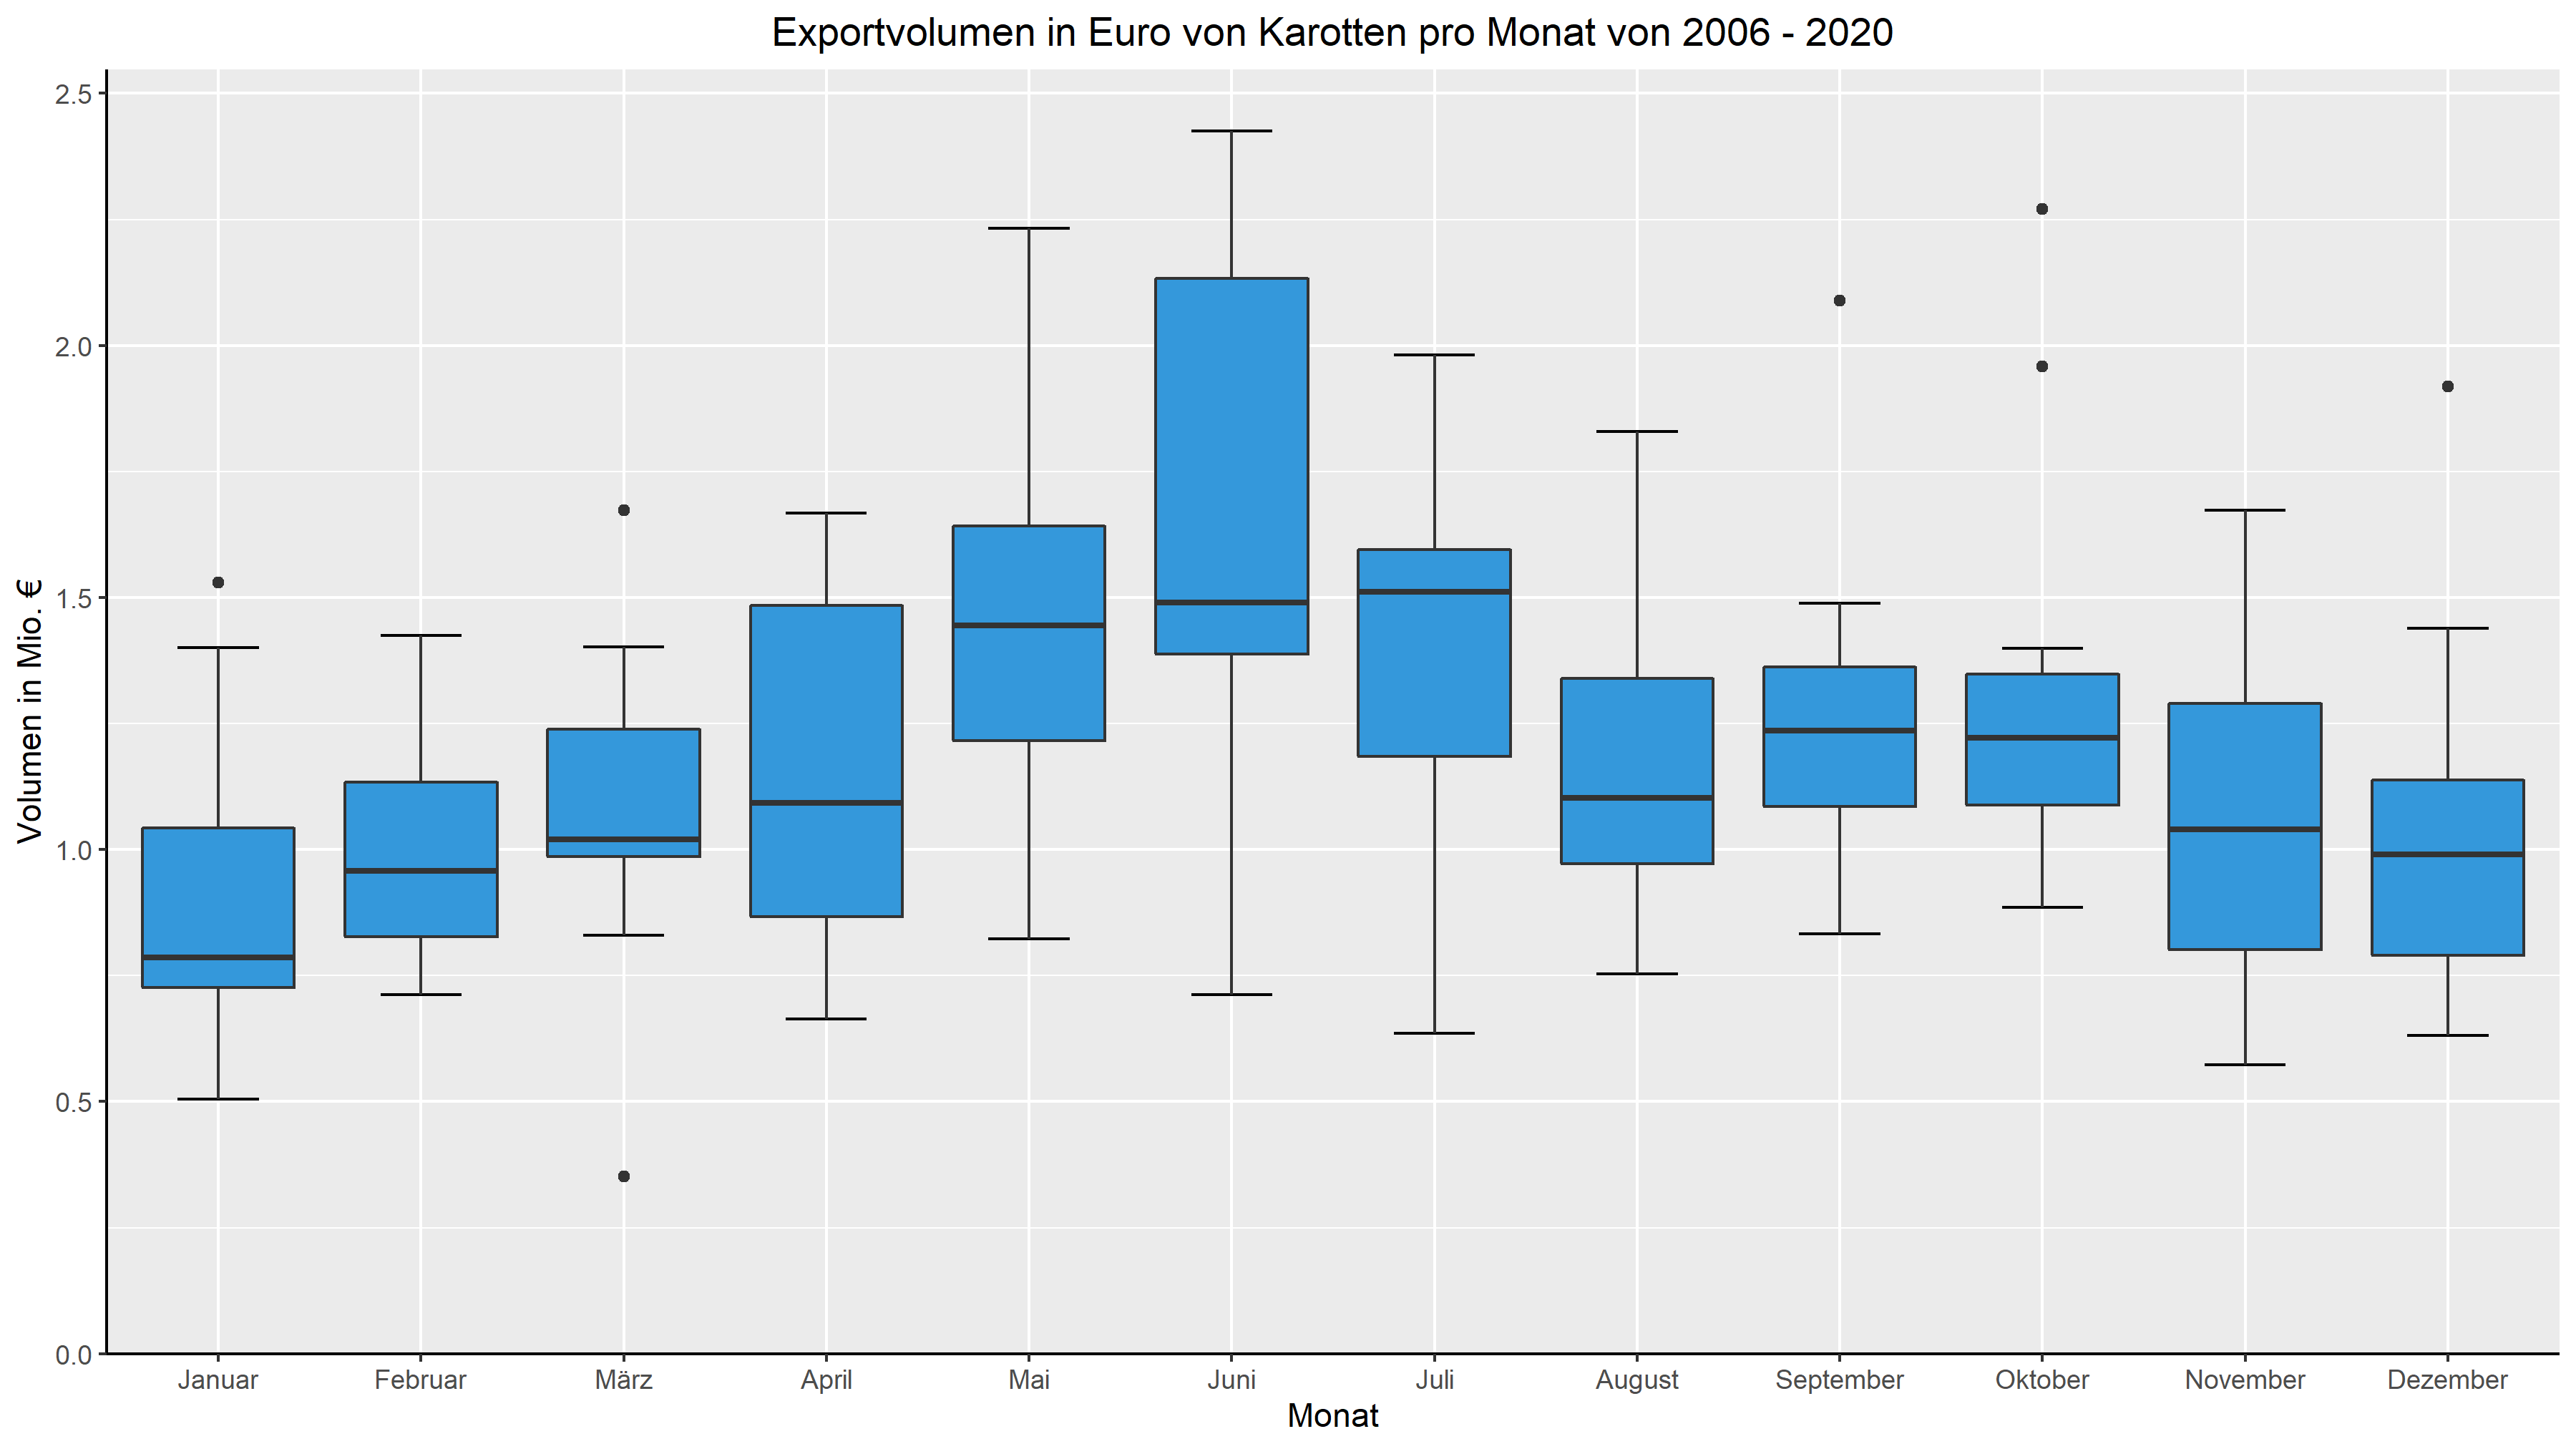 Exportvolumen in Euro von Karotten pro Monat von 2006 - 2020
Volumen in Mio. €
2.5
2.0
1.5
1.0
0.5
0.0
Januar Februar März April Mai Juni Juli August September Oktober November Dezember
Monat